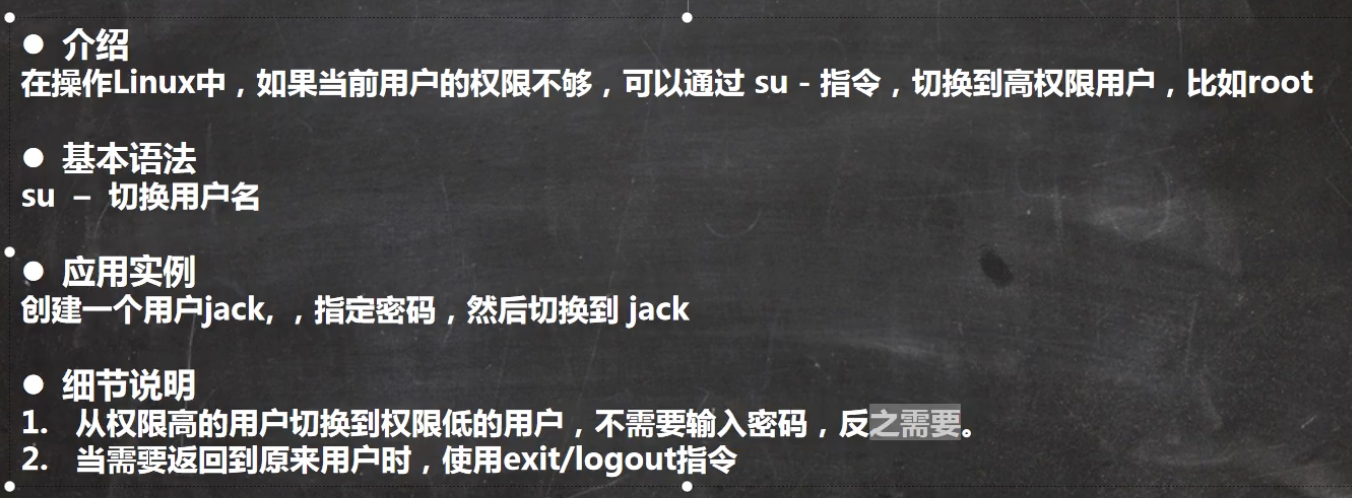 ● 介绍
在操作Linux中，如果当前用户的权限不够，可以通过 su - 指令，切换到高权限用户，比如root
● 基本语法
su – 切换用户名
● 应用实例
创建一个用户jack, ，指定密码，然后切换到 jack
● 细节说明
1. 从权限高的用户切换到权限低的用户，不需要输入密码，反之需要。
2. 当需要返回到原来用户时，使用exit/logout指令